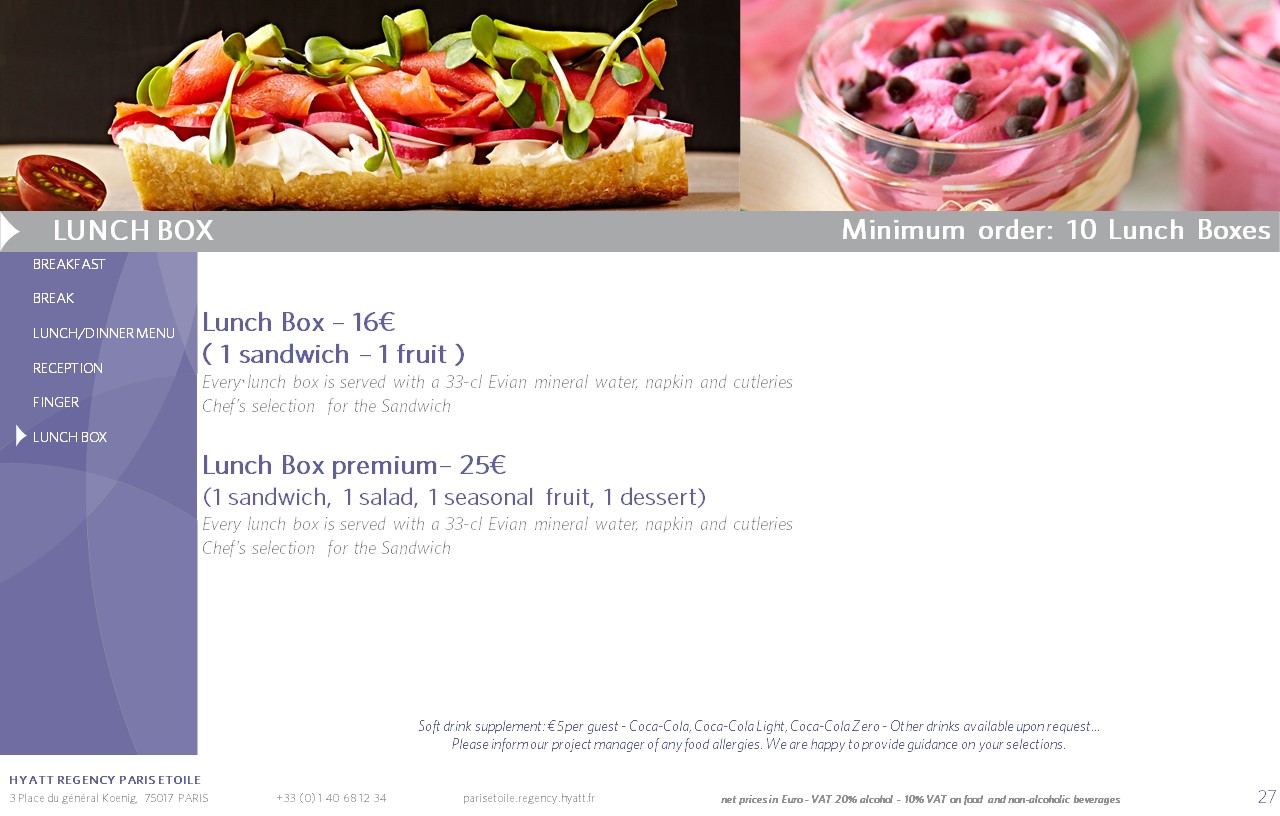 LUNCH BOX
Minimum order: 10 Lunch Boxes
BREAKFAST
BREAK
LUNCH/DINNER MENU
RECEPTION
FINGER
LUNCH BOX
Lunch Box – 16€
( 1 sandwich – 1 fruit )
Every lunch box is served with a 33-cl Evian mineral water, napkin and cutleries
Chef's selection for the Sandwich
Lunch Box premium– 25€
(1 sandwich, 1 salad, 1 seasonal fruit, 1 dessert)
Every lunch box is served with a 33-cl Evian mineral water, napkin and cutleries
Chef's selection for the Sandwich
Soft drink supplement: € 5 per guest - Coca-Cola, Coca-Cola Light, Coca-Cola Zero - Other drinks available upon request...
Please inform our project manager of any food allergies. We are happy to provide guidance on your selections.
HYATT REGENCY PARIS ETOILE
3 Place du général Koenig, 75017 PARIS
+33 (0) 1 40 68 12 34
parisetoile.regency.hyatt.fr
net prices in Euro - VAT 20% alcohol - 10% VAT on food and non-alcoholic beverages
27